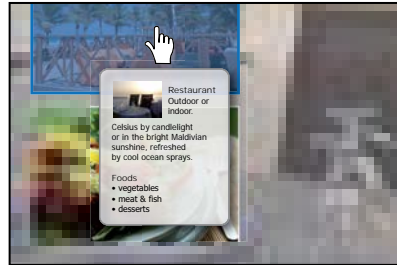 Restaurant
Outdoor or
indoor.
Celsius by candlelight
or in the bright Maldivian
sunshine, refreshed
by cool ocean sprays.
Foods
• vegetables
• meat & fish
• desserts